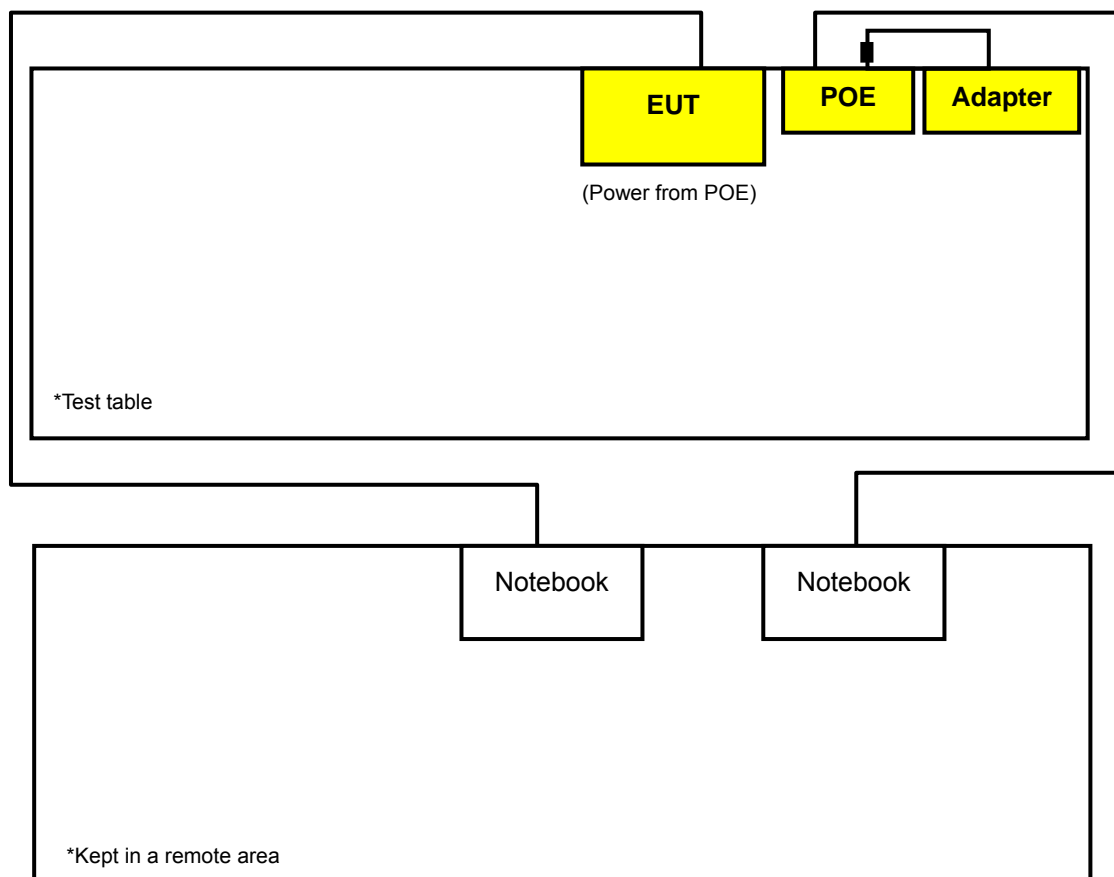 EUT
POE
Adapter
(Power from POE)
*Test table
Notebook
Notebook
*Kept in a remote area